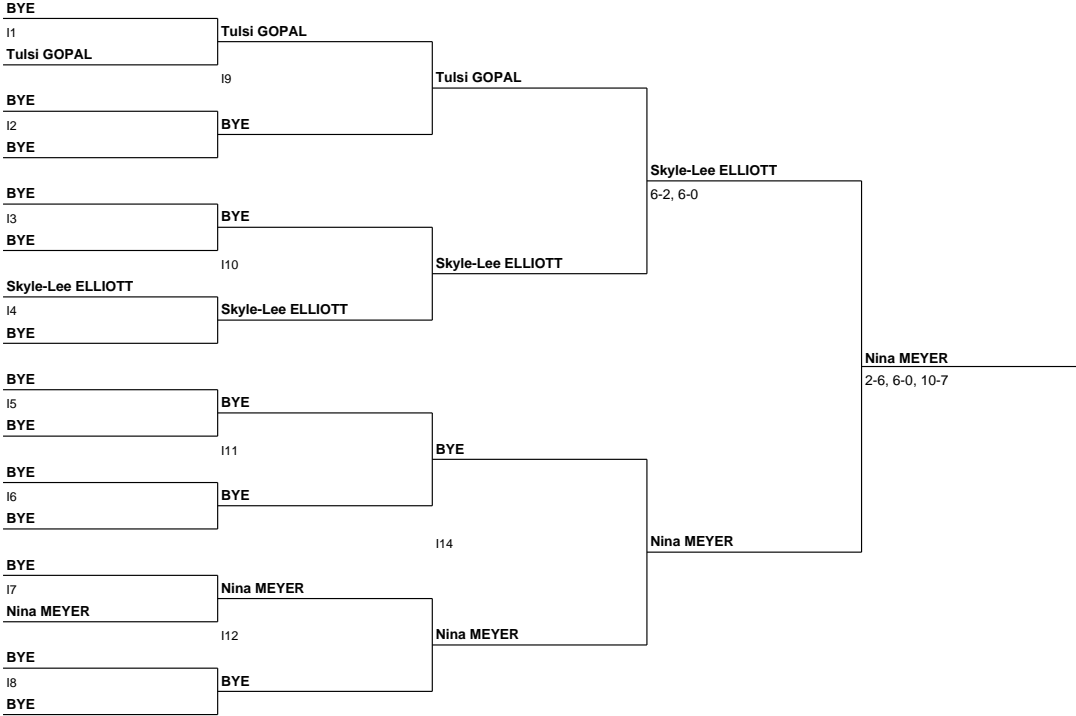 BYE
I1
Tulsi GOPAL
Tulsi GOPAL
I9
Tulsi GOPAL
BYE
I2
BYE
BYE
Skyle-Lee ELLIOTT
6-2, 6-0
BYE
I3
BYE
BYE
I10
Skyle-Lee ELLIOTT
Skyle-Lee ELLIOTT
I4
Skyle-Lee ELLIOTT
BYE
Nina MEYER
2-6, 6-0, 10-7
BYE
I5
BYE
BYE
I11
BYE
BYE
I6
BYE
BYE
I14
Nina MEYER
BYE
I7
Nina MEYER
Nina MEYER
I12
Nina MEYER
BYE
I8
BYE
BYE